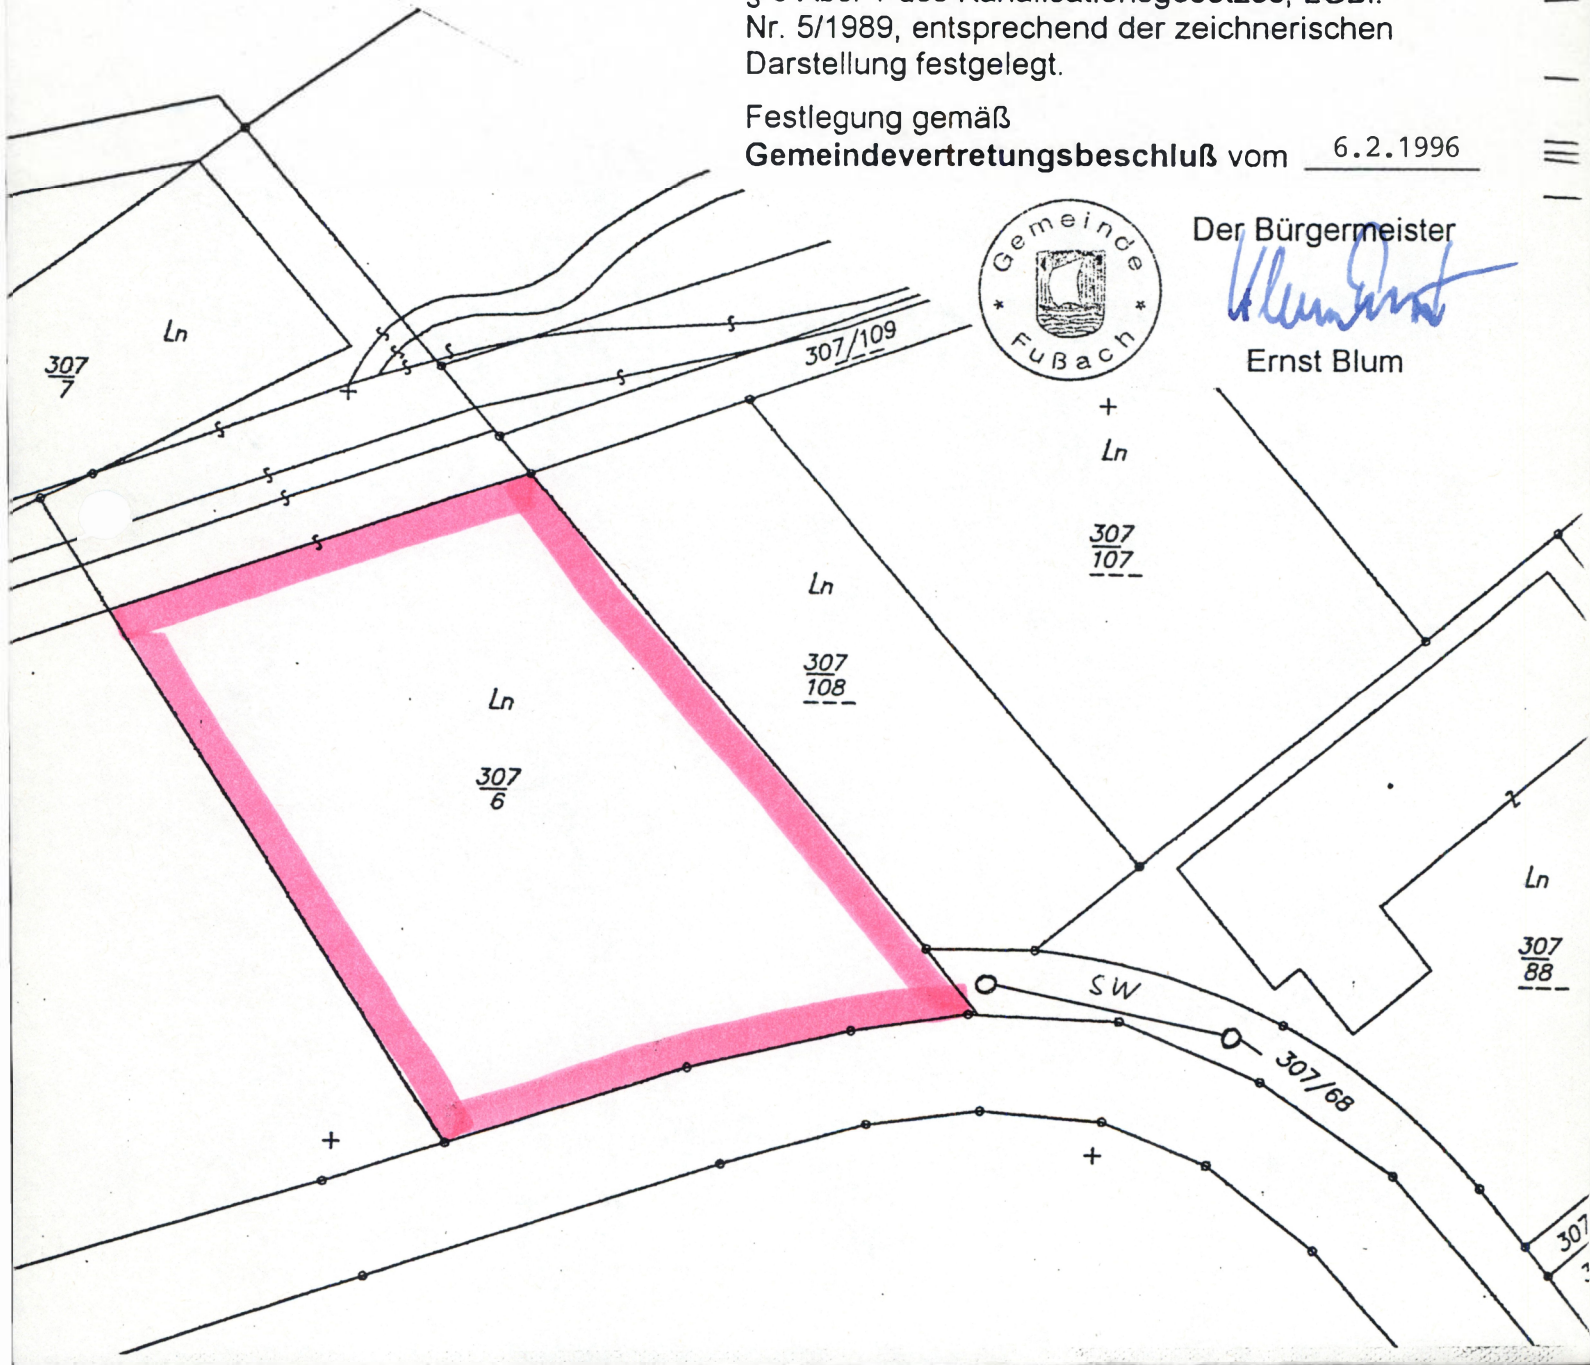 Nr. 5/1989, entsprechend der zeichnerischen
Darstellung festgelegt.
Festlegung gemäß
Gemeindevertretungsbeschluß vom 6.2.1996
Gemeinde
* Fußach *
Der Bürgermeister
Ernst Blum
307/109
Ln
307
7
Ln
307
107
Ln
307
108
Ln
307
6
Ln
307
88
SW
307/68
307